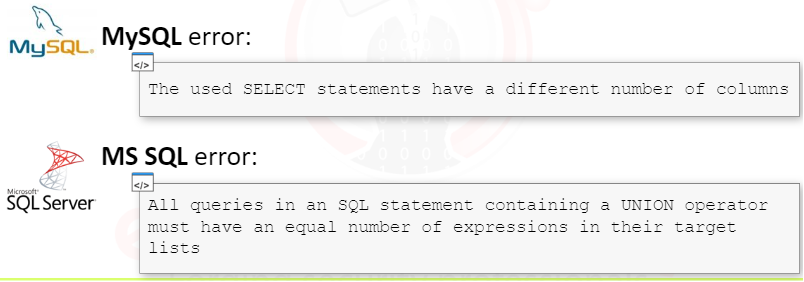 MySQL®
MySQL error:
</>
The used SELECT statements have a different number of columns
MS SQL error:
Microsoft®
SQL Server
</>
All queries in an SQL statement containing a UNION operator
must have an equal number of expressions in their target
lists